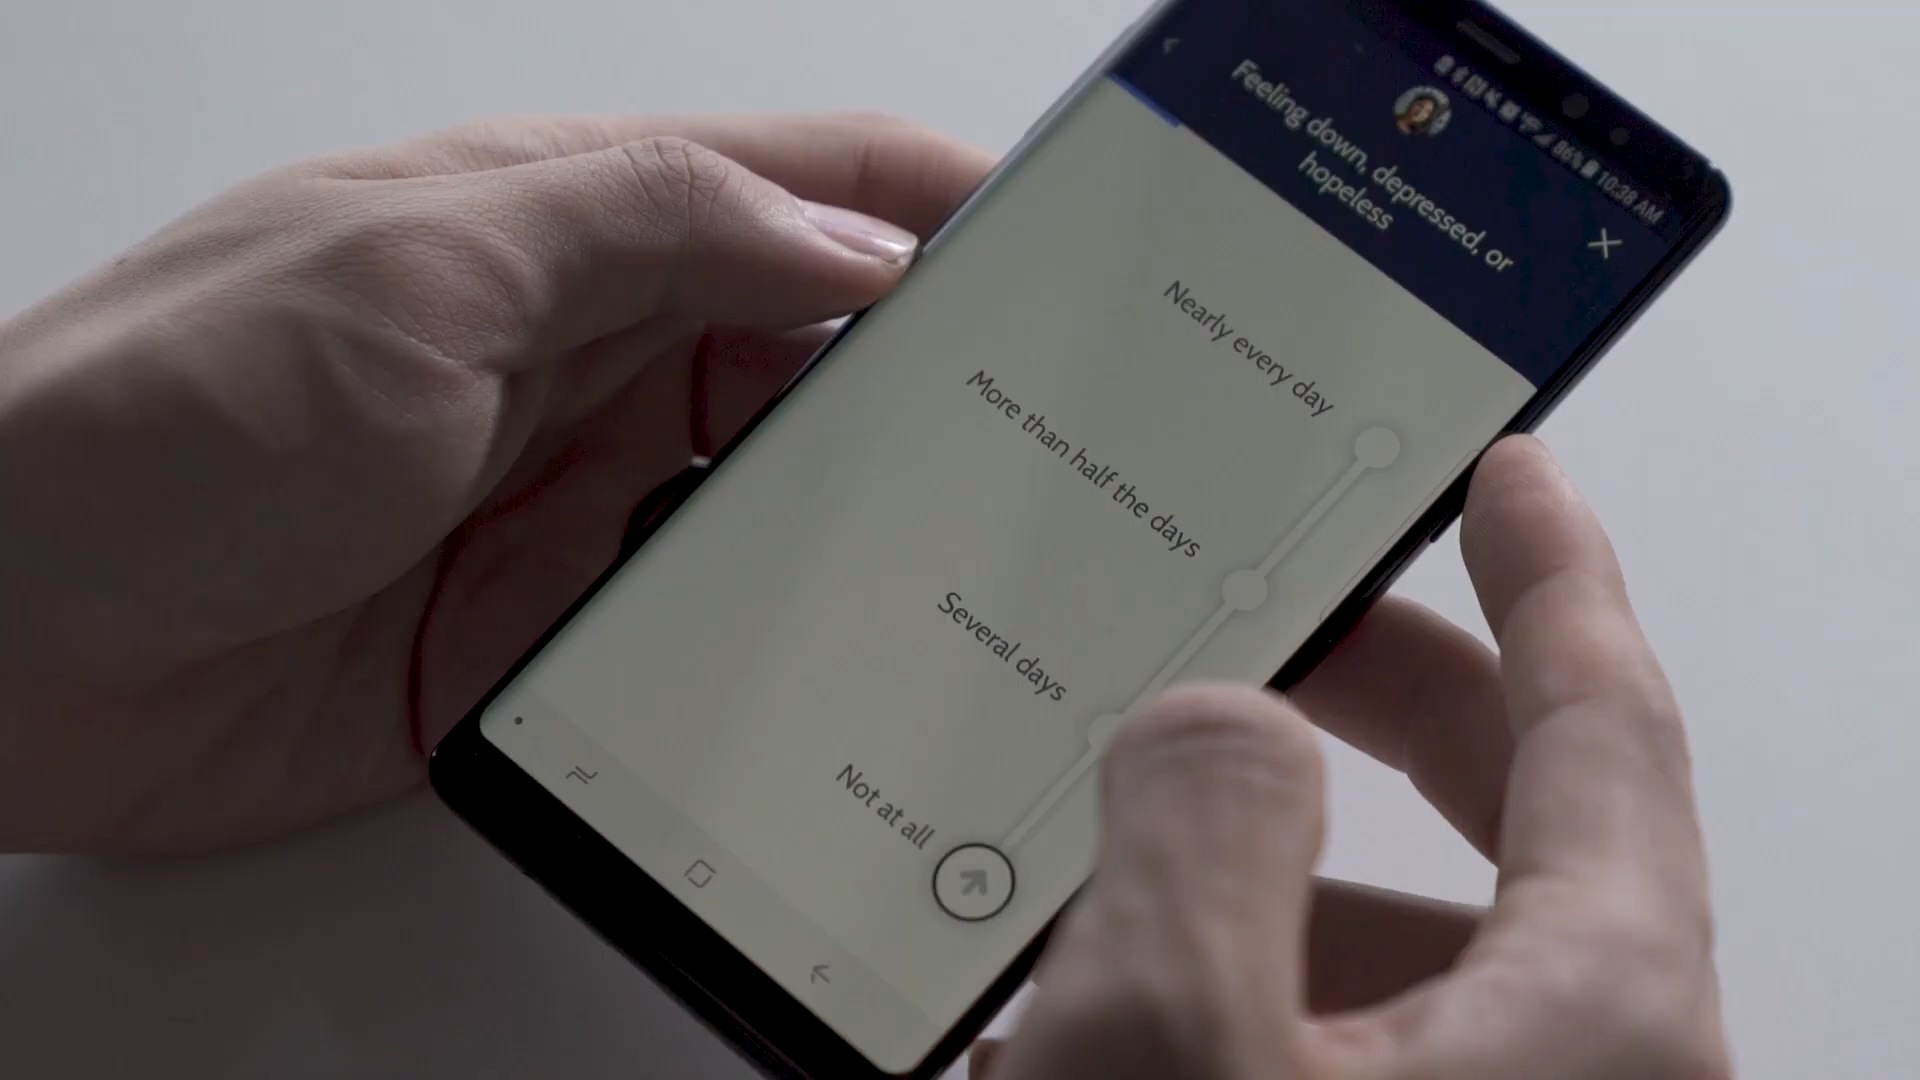 86% 10:38 AM
Feeling down, depressed, or
hopeless
Nearly every day
More than half the days
Several days
Not at all